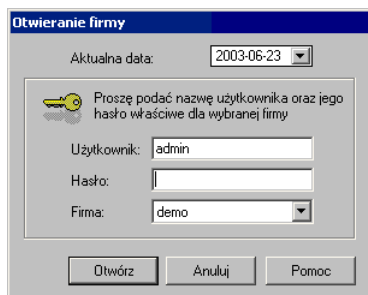 Otwieranie firmy
Aktualna data: 2003-06-23
Proszę podać nazwę użytkownika oraz jego
hasło właściwe dla wybranej firmy
Użytkownik: admin
Hasło:
Firma: demo
Otwórz Anuluj Pomoc